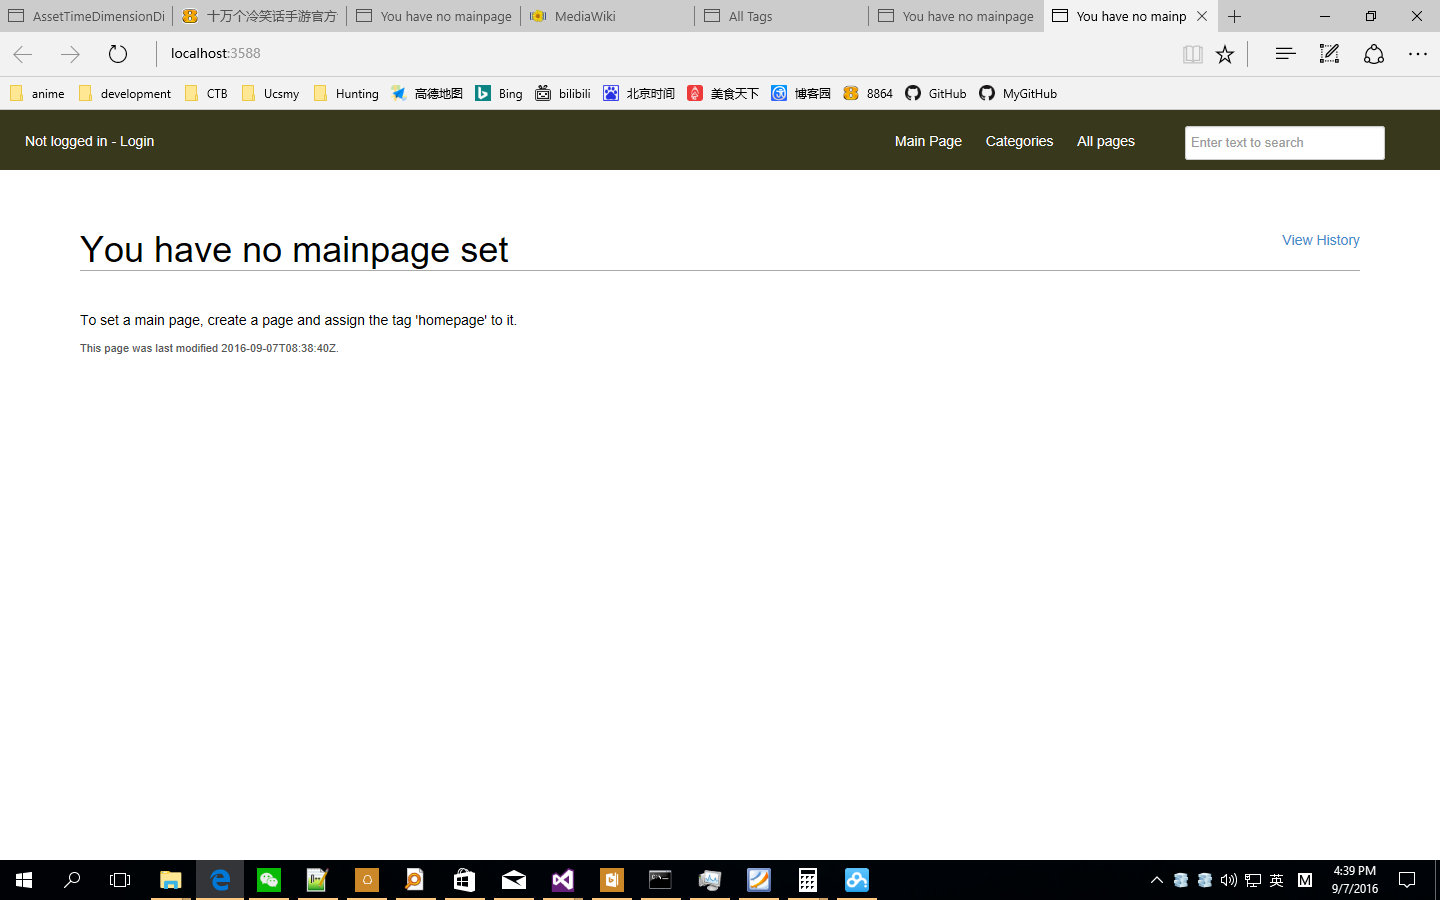 AssetTimeDimensionDi
十万个冷笑话手游官方
You have no mainpage
MediaWiki
All Tags
You have no mainpage
You have no mainp
localhost:3588
anime
development
CTB
Ucsmy
Hunting
高德地图
Bing
bilibili
北京时间
美食天下
博客园
8864
GitHub
MyGitHub
Not logged in - Login
Main Page
Categories
All pages
Enter text to search
You have no mainpage set
View History
To set a main page, create a page and assign the tag 'homepage' to it.
This page was last modified 2016-09-07T08:38:40Z.
英
M
4:39 PM
9/7/2016